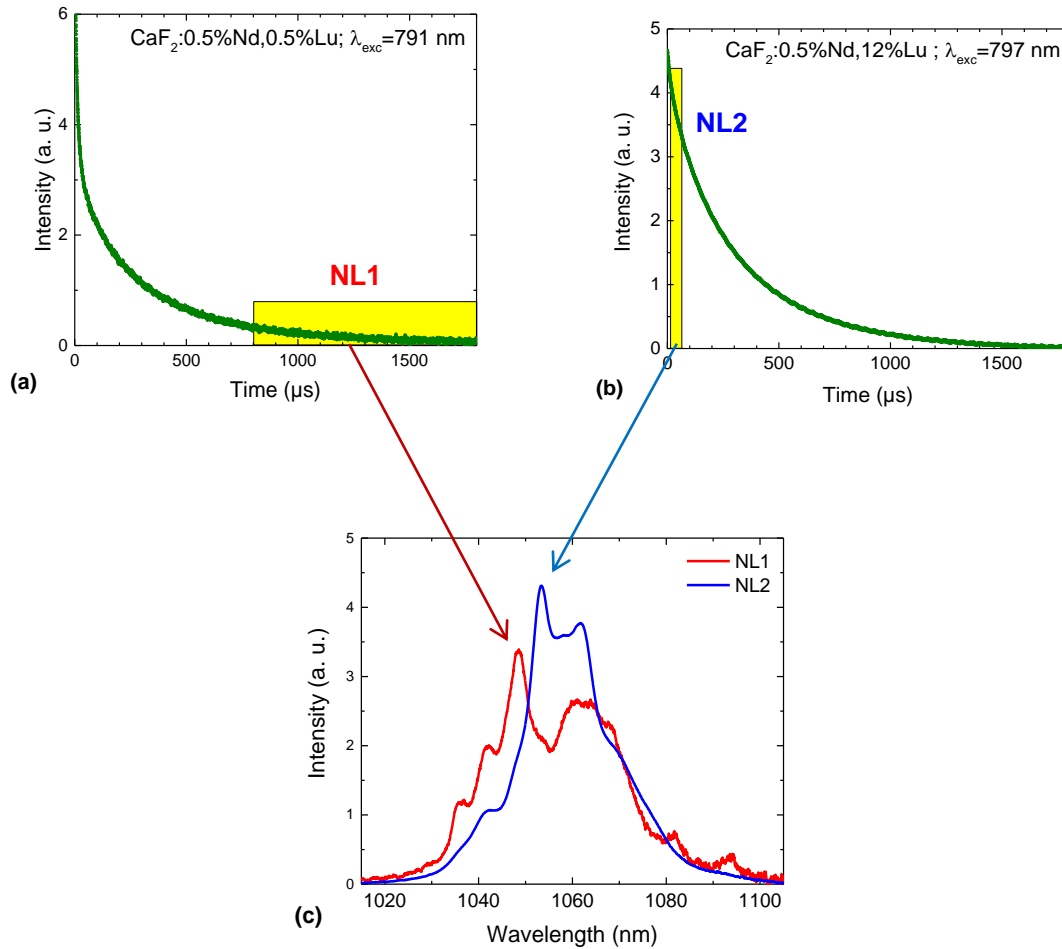 CaF2:0.5%Nd,0.5%Lu; λexc=791 nm
6
4
2
0
0
500
1000
1500
Intensity (a. u.)
Time (µs)
NL1
(a)
CaF2:0.5%Nd,12%Lu ; λexc=797 nm
5
4
3
2
1
0
0
500
1000
1500
Intensity (a. u.)
Time (µs)
NL2
(b)
5
4
3
2
1
0
1020
1040
1060
1080
1100
Intensity (a. u.)
Wavelength (nm)
NL1
NL2
(c)